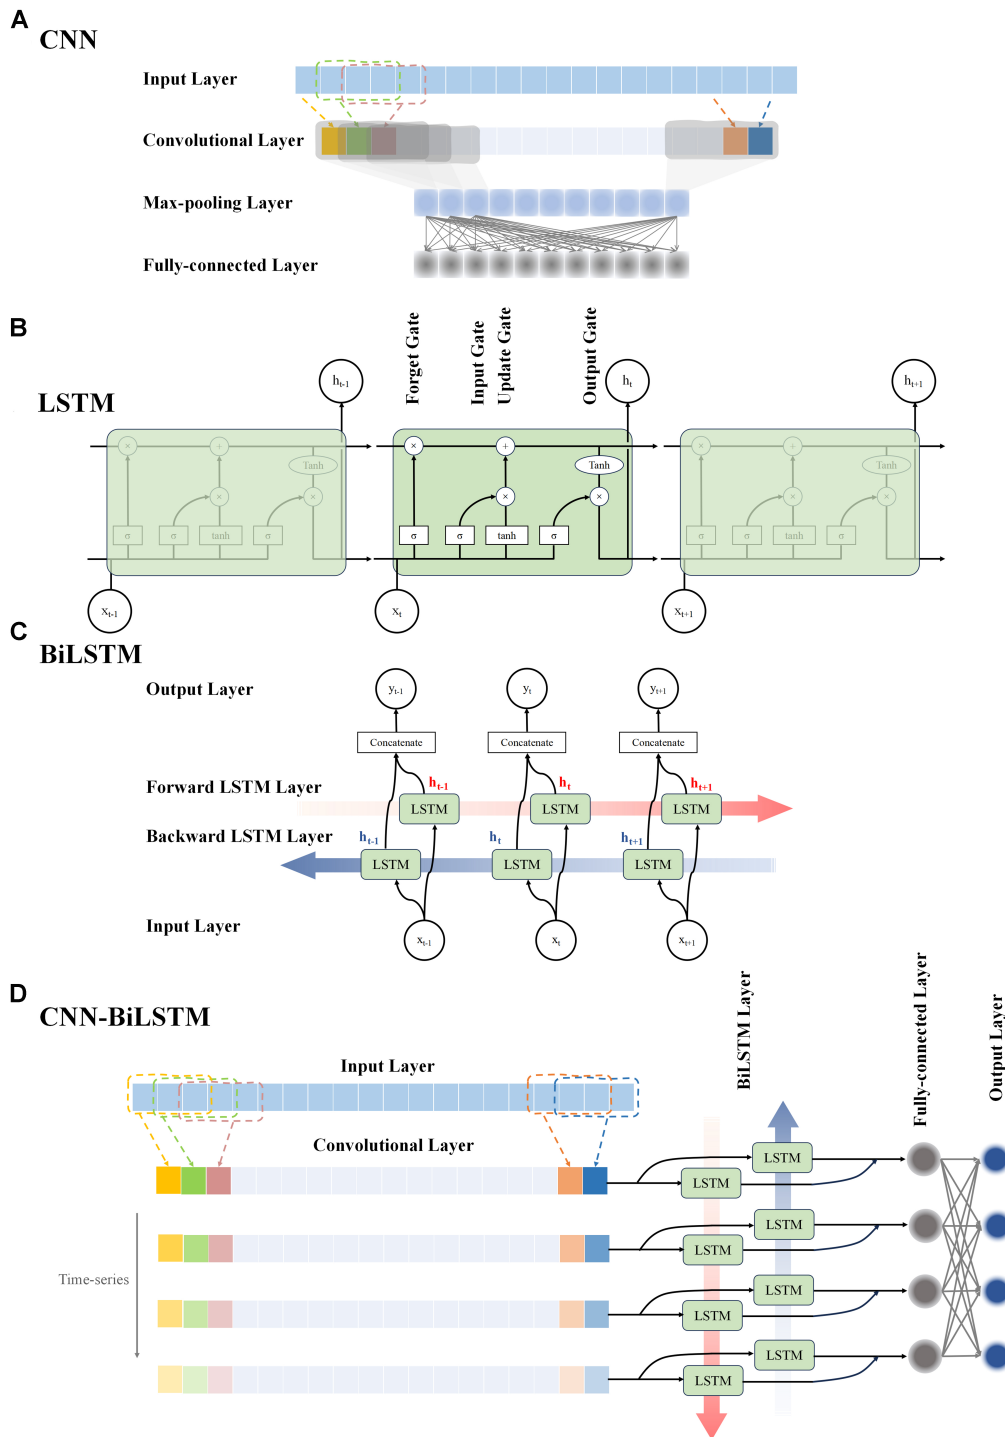 A
CNN
Input Layer
Convolutional Layer
Max-pooling Layer
Fully-connected Layer
B
LSTM
Forget Gate
Input Gate
Update Gate
Output Gate
ht-1
ht
ht+1
× + Tanh × σ σ tanh σ
× + Tanh × σ σ tanh σ
× + Tanh × σ σ tanh σ
xt-1
xt
xt+1
C
BiLSTM
Output Layer
yt-1
yt
yt+1
Concatenate
Concatenate
Concatenate
Forward LSTM Layer
ht-1
ht
ht+1
LSTM
LSTM
LSTM
Backward LSTM Layer
ht-1
ht
ht+1
LSTM
LSTM
LSTM
Input Layer
xt-1
xt
xt+1
D
CNN-BiLSTM
BiLSTM Layer
Fully-connected Layer
Output Layer
Input Layer
Convolutional Layer
Time-series
LSTM
LSTM
LSTM
LSTM
LSTM
LSTM
LSTM
LSTM